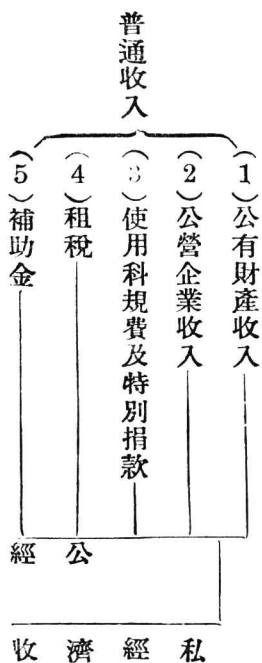 普通收入
(1)公有財產收入
(2)公營企業收入
(3)使用科規費及特別捐款
(4)租稅
(5)補助金
公經
私經濟收